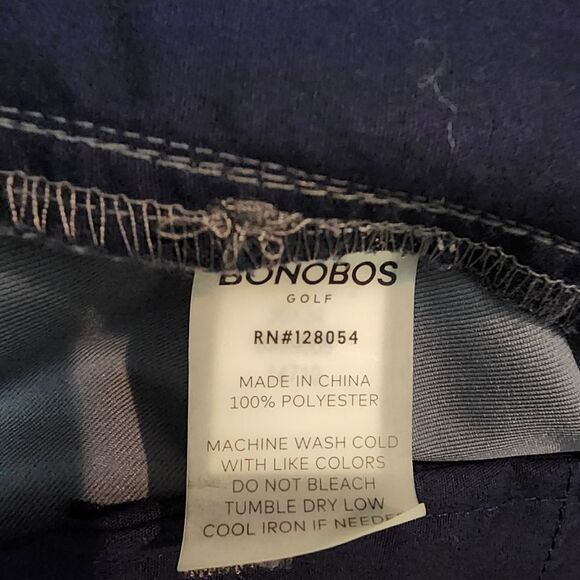 BONOBOS
GOLF
RN#128054
MADE IN CHINA
100% POLYESTER
MACHINE WASH COLD
WITH LIKE COLORS
DO NOT BLEACH
TUMBLE DRY LOW
COOL IRON IF NEEDE